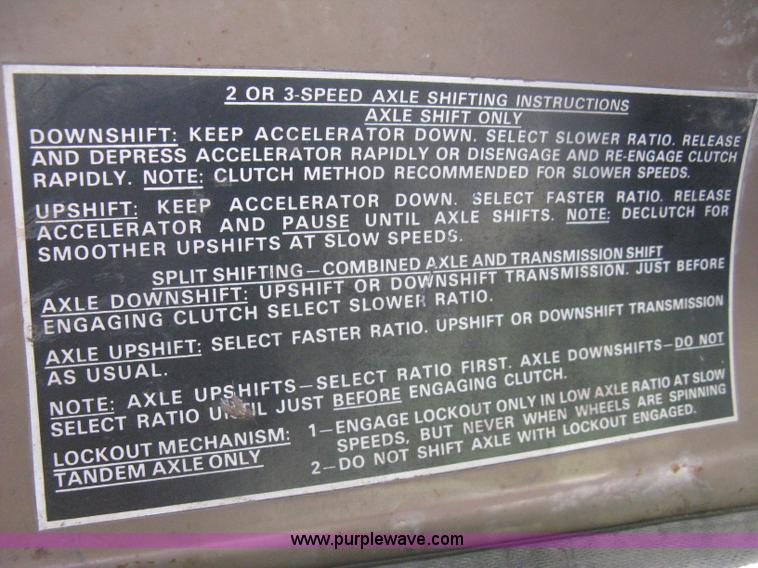 2 OR 3-SPEED AXLE SHIFTING INSTRUCTIONS
AXLE SHIFT ONLY
DOWNSHIFT: KEEP ACCELERATOR DOWN. SELECT SLOWER RATIO. RELEASE
AND DEPRESS ACCELERATOR RAPIDLY OR DISENGAGE AND RE-ENGAGE CLUTCH
RAPIDLY. NOTE: CLUTCH METHOD RECOMMENDED FOR SLOWER SPEEDS.
UPSHIFT: KEEP ACCELERATOR DOWN. SELECT FASTER RATIO. RELEASE
ACCELERATOR AND PAUSE UNTIL AXLE SHIFTS. NOTE: DECLUTCH FOR
SMOOTHER UPSHIFTS AT SLOW SPEEDS.
SPLIT SHIFTING—COMBINED AXLE AND TRANSMISSION SHIFT
AXLE DOWNSHIFT: UPSHIFT OR DOWNSHIFT TRANSMISSION. JUST BEFORE
ENGAGING CLUTCH SELECT SLOWER RATIO.
AXLE UPSHIFT: SELECT FASTER RATIO. UPSHIFT OR DOWNSHIFT TRANSMISSION
AS USUAL.
NOTE: AXLE UPSHIFTS—SELECT RATIO FIRST. AXLE DOWNSHIFTS—DO NOT
SELECT RATIO UNTIL JUST BEFORE ENGAGING CLUTCH.
LOCKOUT MECHANISM: 1—ENGAGE LOCKOUT ONLY IN LOW AXLE RATIO AT SLOW
TANDEM AXLE ONLY SPEEDS, BUT NEVER WHEN WHEELS ARE SPINNING
2—DO NOT SHIFT AXLE WITH LOCKOUT ENGAGED.
www.purplewave.com